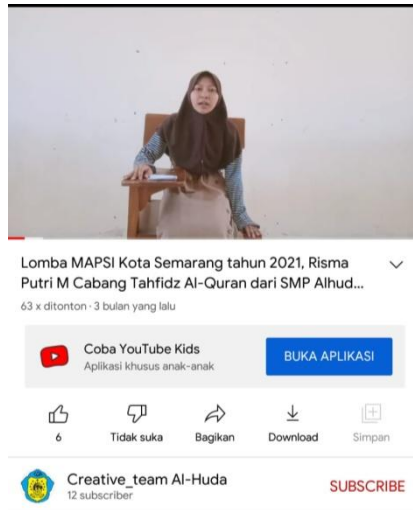 Lomba MAPSI Kota Semarang tahun 2021, Risma
Putri M Cabang Tahfidz Al-Quran dari SMP Alhud...
63 x ditonton · 3 bulan yang lalu
Coba YouTube Kids
Aplikasi khusus anak-anak
BUKA APLIKASI
6
Tidak suka
Bagikan
Download
Simpan
Creative_team Al-Huda
12 subscriber
SUBSCRIBE